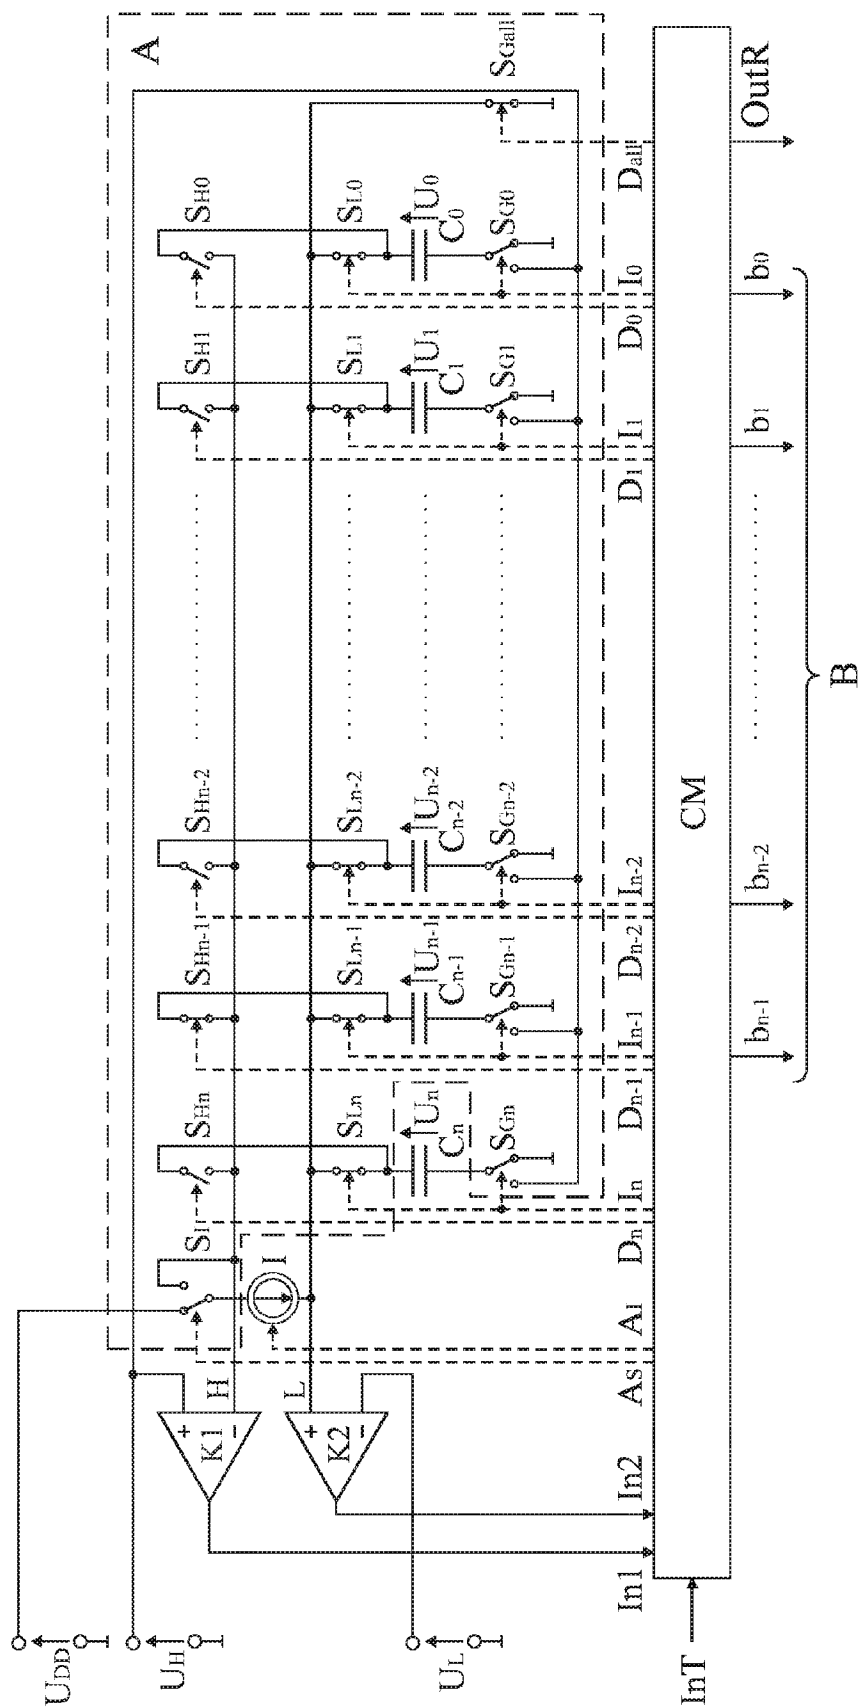 A
SGall
SH0
SH1
SHn-2
SHn-1
SHn
SI
SL0
SL1
SLn-2
SLn-1
SLn
U0
C0
U1
C1
Un-2
Cn-2
Un-1
Cn-1
Un
Cn
SG0
SG1
SGn-2
SGn-1
SGn
I
H
L
+
-
K1
+
-
K2
UDD
UH
UL
InT
In1
In2
As
AI
Dn
In
Dn-1
In-1
Dn-2
In-2
D1
I1
D0
I0
Dall
CM
bn-1
bn-2
b1
b0
OutR
B